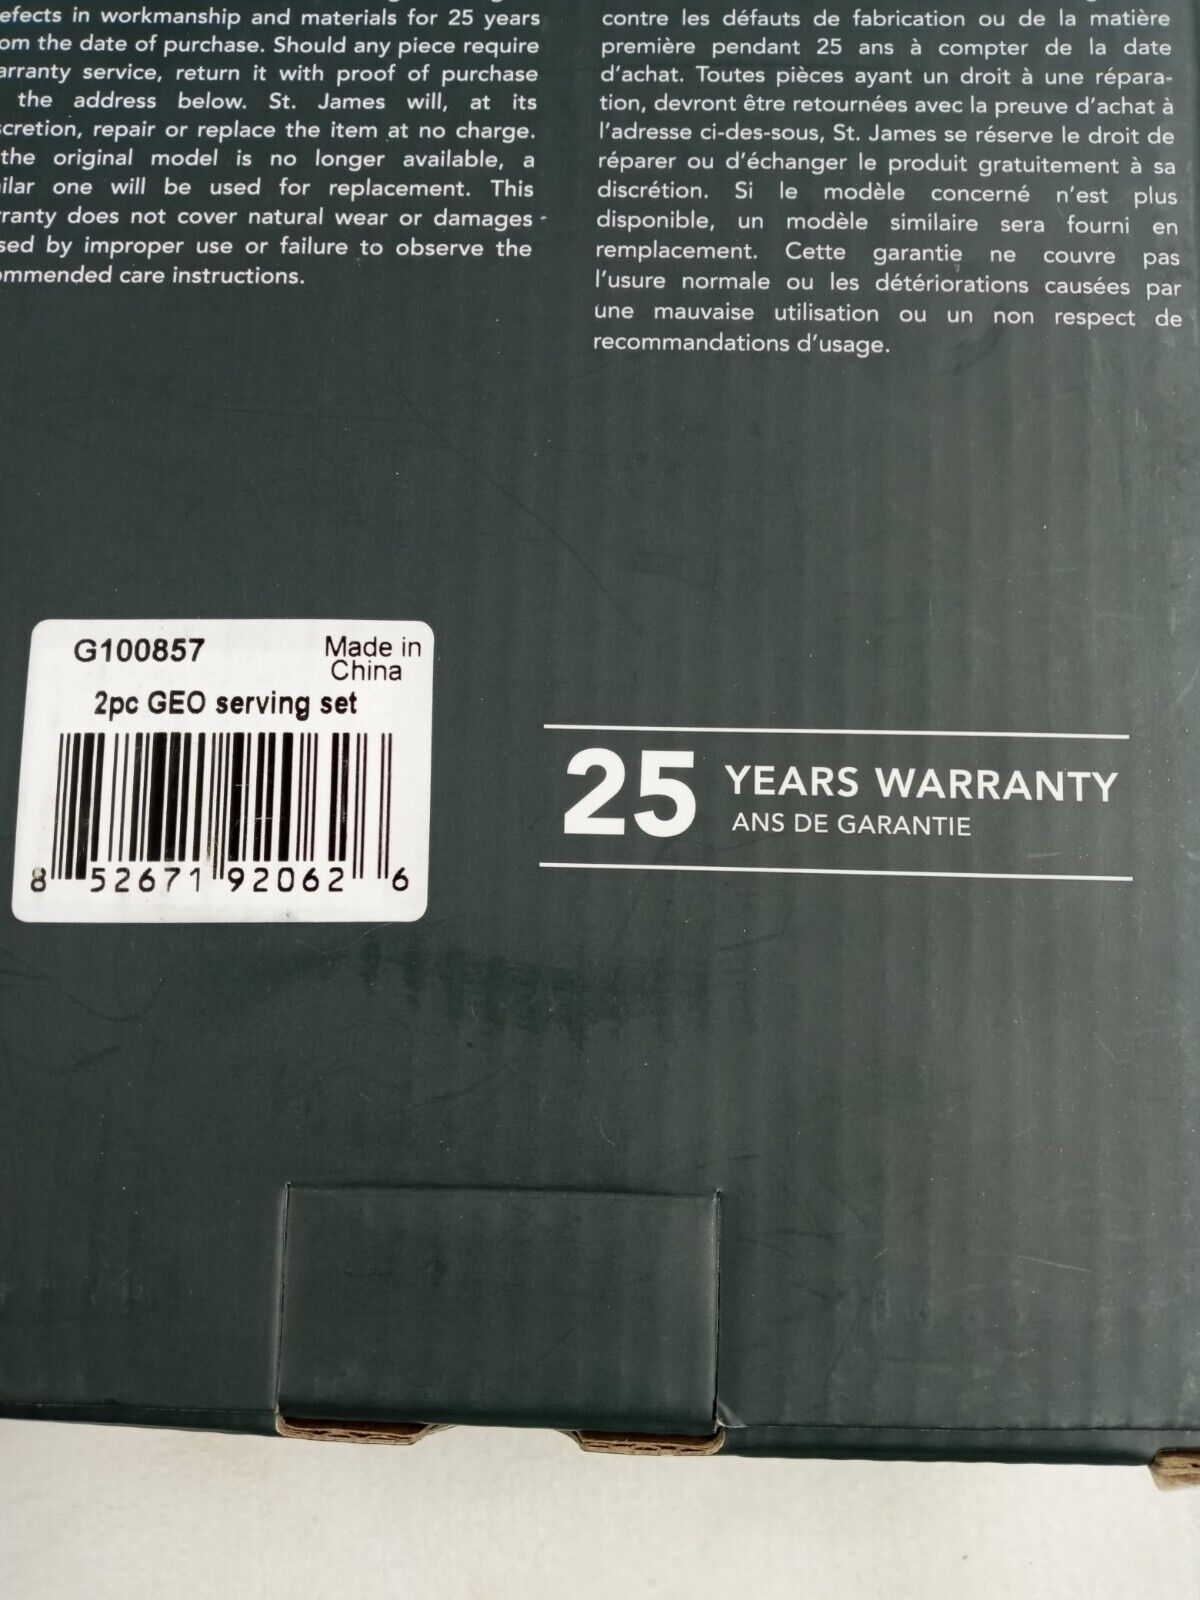 in workmanship and materials for 25 years
the date of purchase. Should any piece require
service, return it with proof of purchase
the address below. St. James will, at its
repair or replace the item at no charge.
the original model is no longer available, a
one will be used for replacement. This
does not cover natural wear or damages
by improper use or failure to observe the
care instructions.
contre les défauts de fabrication ou de la matière
première pendant 25 ans à compter de la date
d'achat. Toutes pièces ayant un droit à une répara-
tion, devront être retournées avec la preuve d'achat à
l'adresse ci-des-sous, St. James se réserve le droit de
réparer ou d'échanger le produit gratuitement à sa
discrétion. Si le modèle concerné n'est plus
disponible, un modèle similaire sera fourni en
remplacement. Cette garantie ne couvre pas
l'usure normale ou les détériorations causées par
une mauvaise utilisation ou un non respect de
recommandations d'usage.
G100857 Made in
China
2pc GEO serving set
8 52671 92062 6
25 YEARS WARRANTY
ANS DE GARANTIE